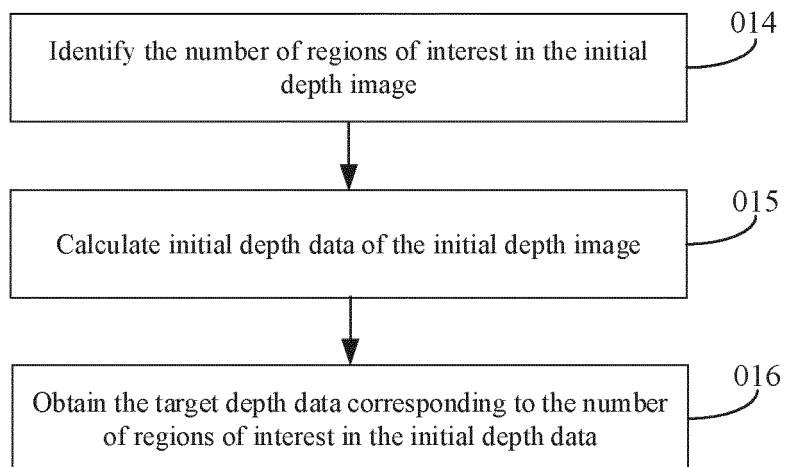 014
Identify the number of regions of interest in the initial
depth image
015
Calculate initial depth data of the initial depth image
016
Obtain the target depth data corresponding to the number
of regions of interest in the initial depth data